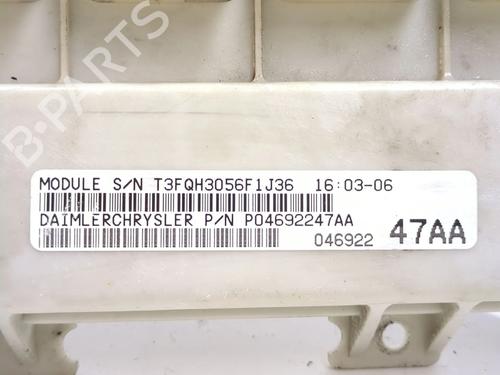 B-PARTS
MODULE S/N T3FQH3056F1J36 16:03-06
DAIMLERCHRYSLER P/N P04692247AA
046922 47AA